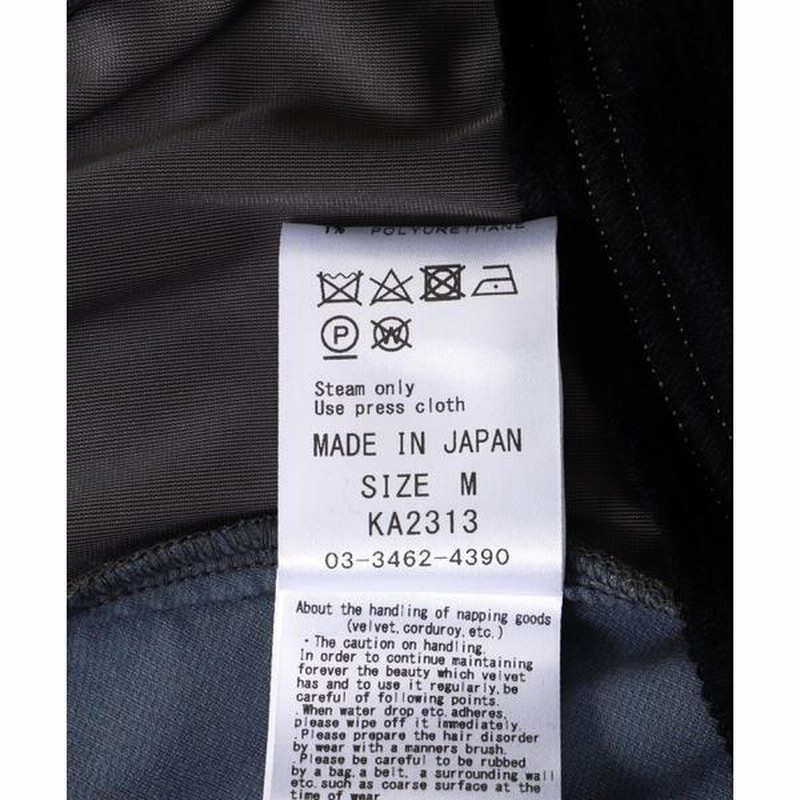 1% POLYURETHANE
P W
Steam only
Use press cloth
MADE IN JAPAN
SIZE M
KA2313
03-3462-4390
About the handling of napping goods
(velvet,corduroy,etc.)
・The caution on handling.
In order to continue maintaining
forever the beauty which velvet
has and to use it regularly,be
careful of following points.
.When water drop etc.adheres,
please wipe off it immediately.
.Please prepare the hair disorder
by wear with a manners brush.
.Please be careful to be rubbed
by a bag,a belt, a surrounding wall
etc.such as coarse surface at the
time of wear